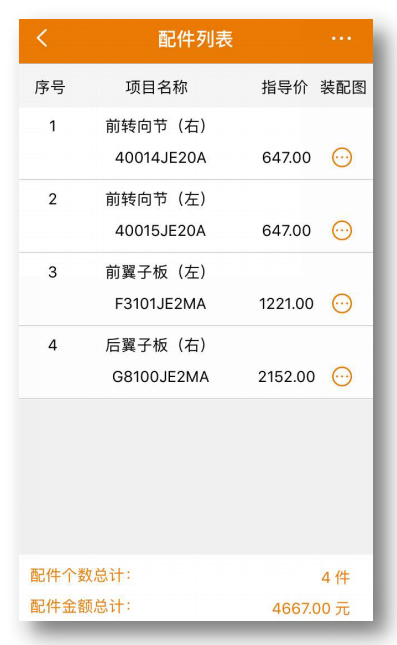 配件列表
序号 项目名称 指导价 装配图
1 前转向节（右）
40014JE20A 647.00
2 前转向节（左）
40015JE20A 647.00
3 前翼子板（左）
F3101JE2MA 1221.00
4 后翼子板（右）
G8100JE2MA 2152.00
配件个数总计： 4 件
配件金额总计： 4667.00 元